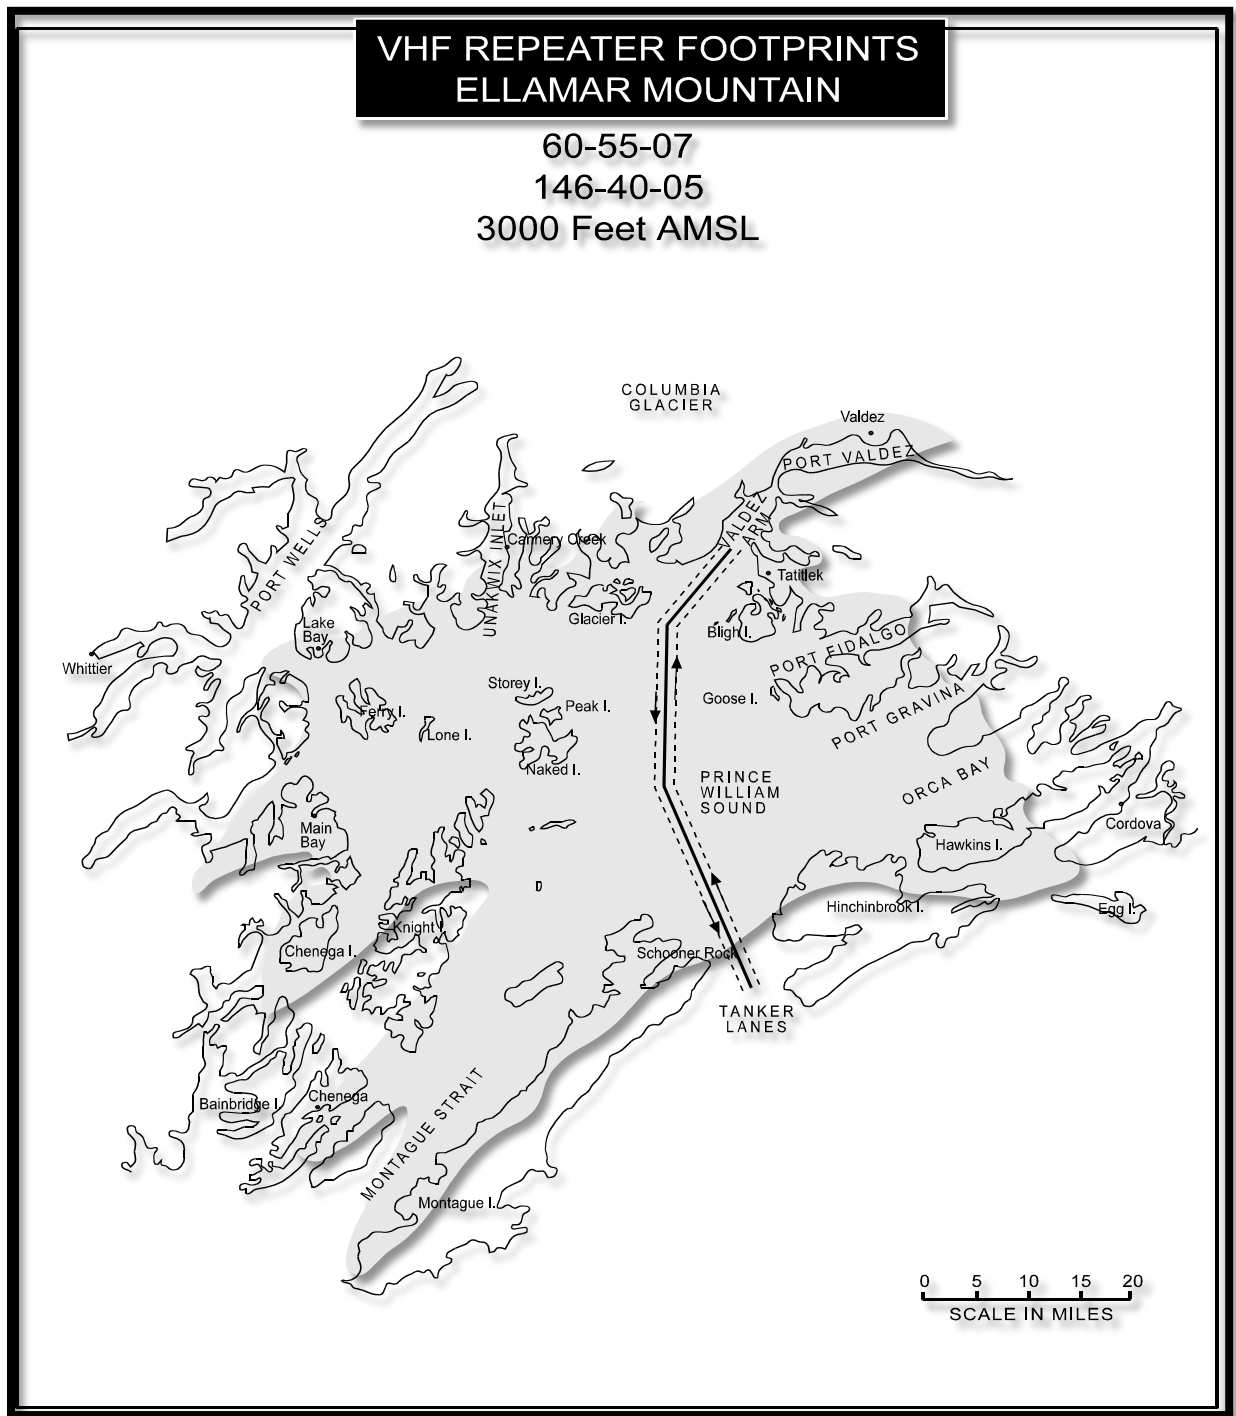 VHF REPEATER FOOTPRINTS
ELLAMAR MOUNTAIN
60-55-07
146-40-05
3000 Feet AMSL
COLUMBIA
GLACIER
Valdez
PORT VALDEZ
VALDEZ
ARM
UNAKWIX INLET
Cannery Creek
PORT WELLS
Tatitlek
Glacier I.
Lake
Bay
Bligh I.
PORT FIDALGO
Whittier
Storey I.
Peak I.
Goose I.
Ferry I.
Lone I.
PORT GRAVINA
Naked I.
PRINCE
WILLIAM
SOUND
ORCA BAY
Main
Bay
Cordova
Hawkins I.
Hinchinbrook I.
Egg I.
Knight I.
Chenega I.
Schooner Rock
TANKER
LANES
Bainbridge I.
Chenega
MONTAGUE STRAIT
Montague I.
0 5 10 15 20
SCALE IN MILES